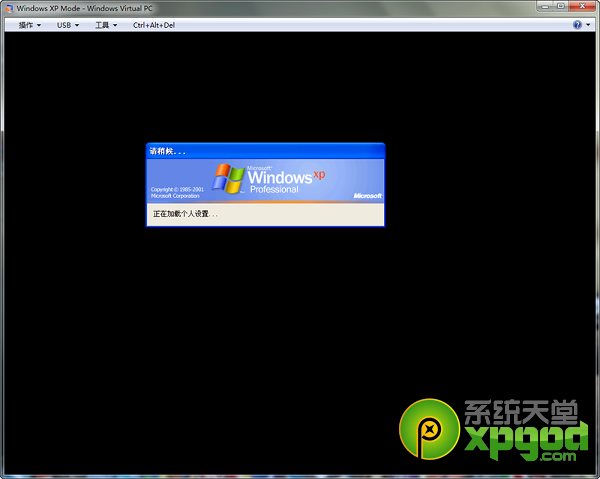 Windows XP Mode - Windows Virtual PC
操作 USB 工具 Ctrl+Alt+Del
请稍候...
Microsoft®
Windows xp
Professional
Copyright © 1985-2001
Microsoft Corporation
Microsoft
正在加载个人设置...
系统天堂
xpgod
.com